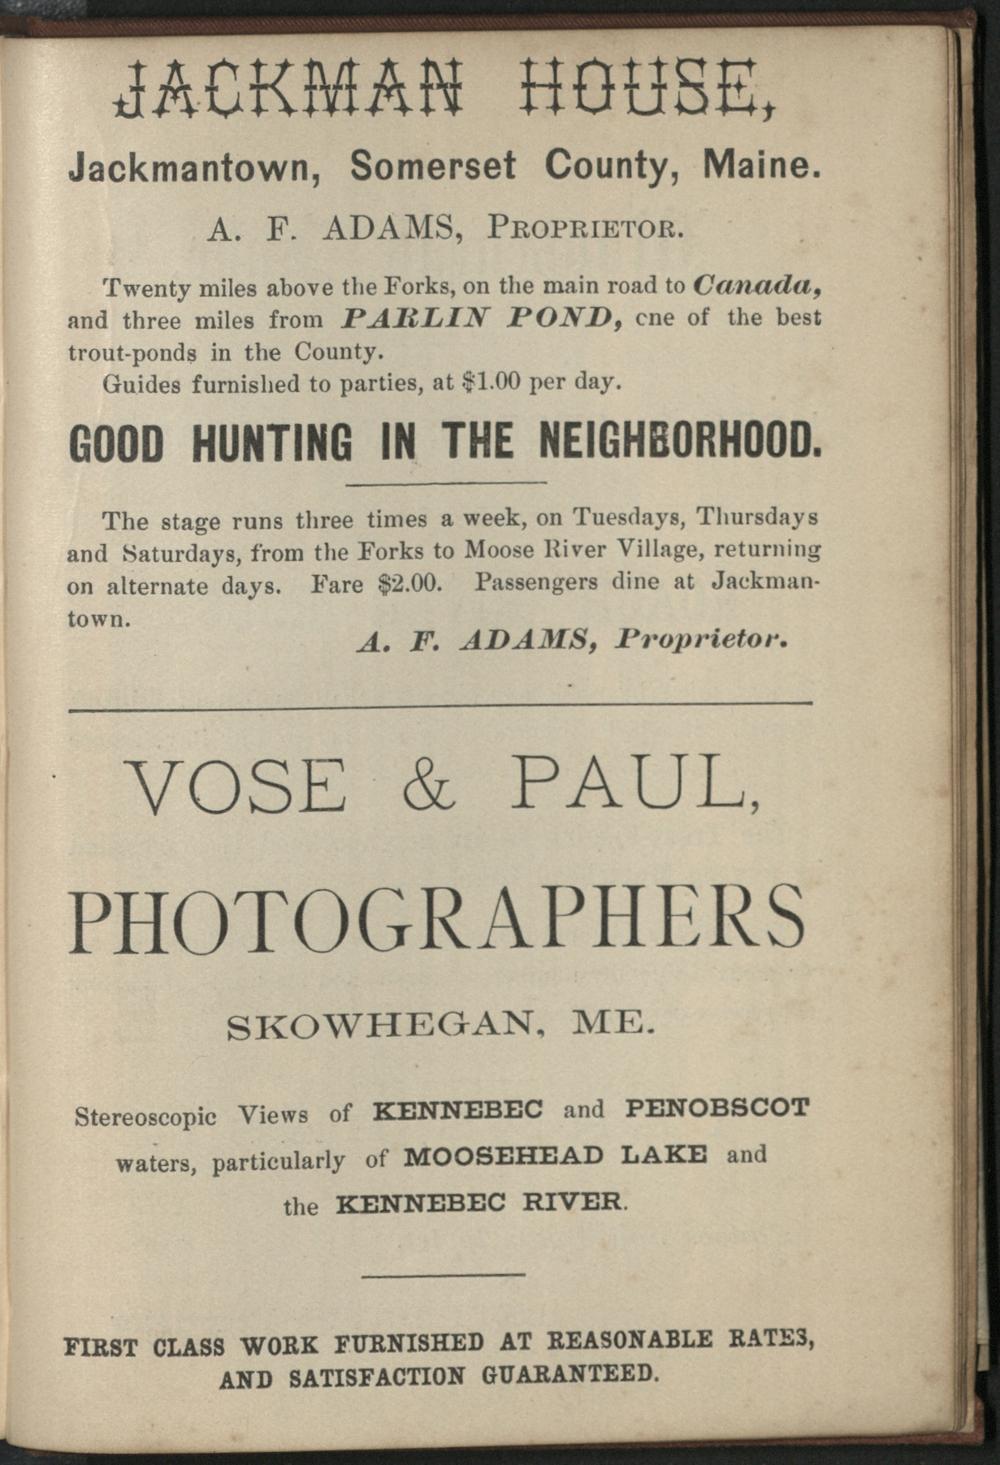 JACKMAN HOUSE,
Jackmantown, Somerset County, Maine.
A. F. ADAMS, PROPRIETOR.
Twenty miles above the Forks, on the main road to Canada,
and three miles from PARLIN POND, cne of the best
trout-ponds in the County.
Guides furnished to parties, at $1.00 per day.
GOOD HUNTING IN THE NEIGHBORHOOD.
The stage runs three times a week, on Tuesdays, Thursdays
and Saturdays, from the Forks to Moose River Village, returning
on alternate days. Fare $2.00. Passengers dine at Jackman-
town.
A. F. ADAMS, Proprietor.
VOSE & PAUL,
PHOTOGRAPHERS
SKOWHEGAN, ME.
Stereoscopic Views of KENNEBEC and PENOBSCOT
waters, particularly of MOOSEHEAD LAKE and
the KENNEBEC RIVER.
FIRST CLASS WORK FURNISHED AT REASONABLE RATES,
AND SATISFACTION GUARANTEED.